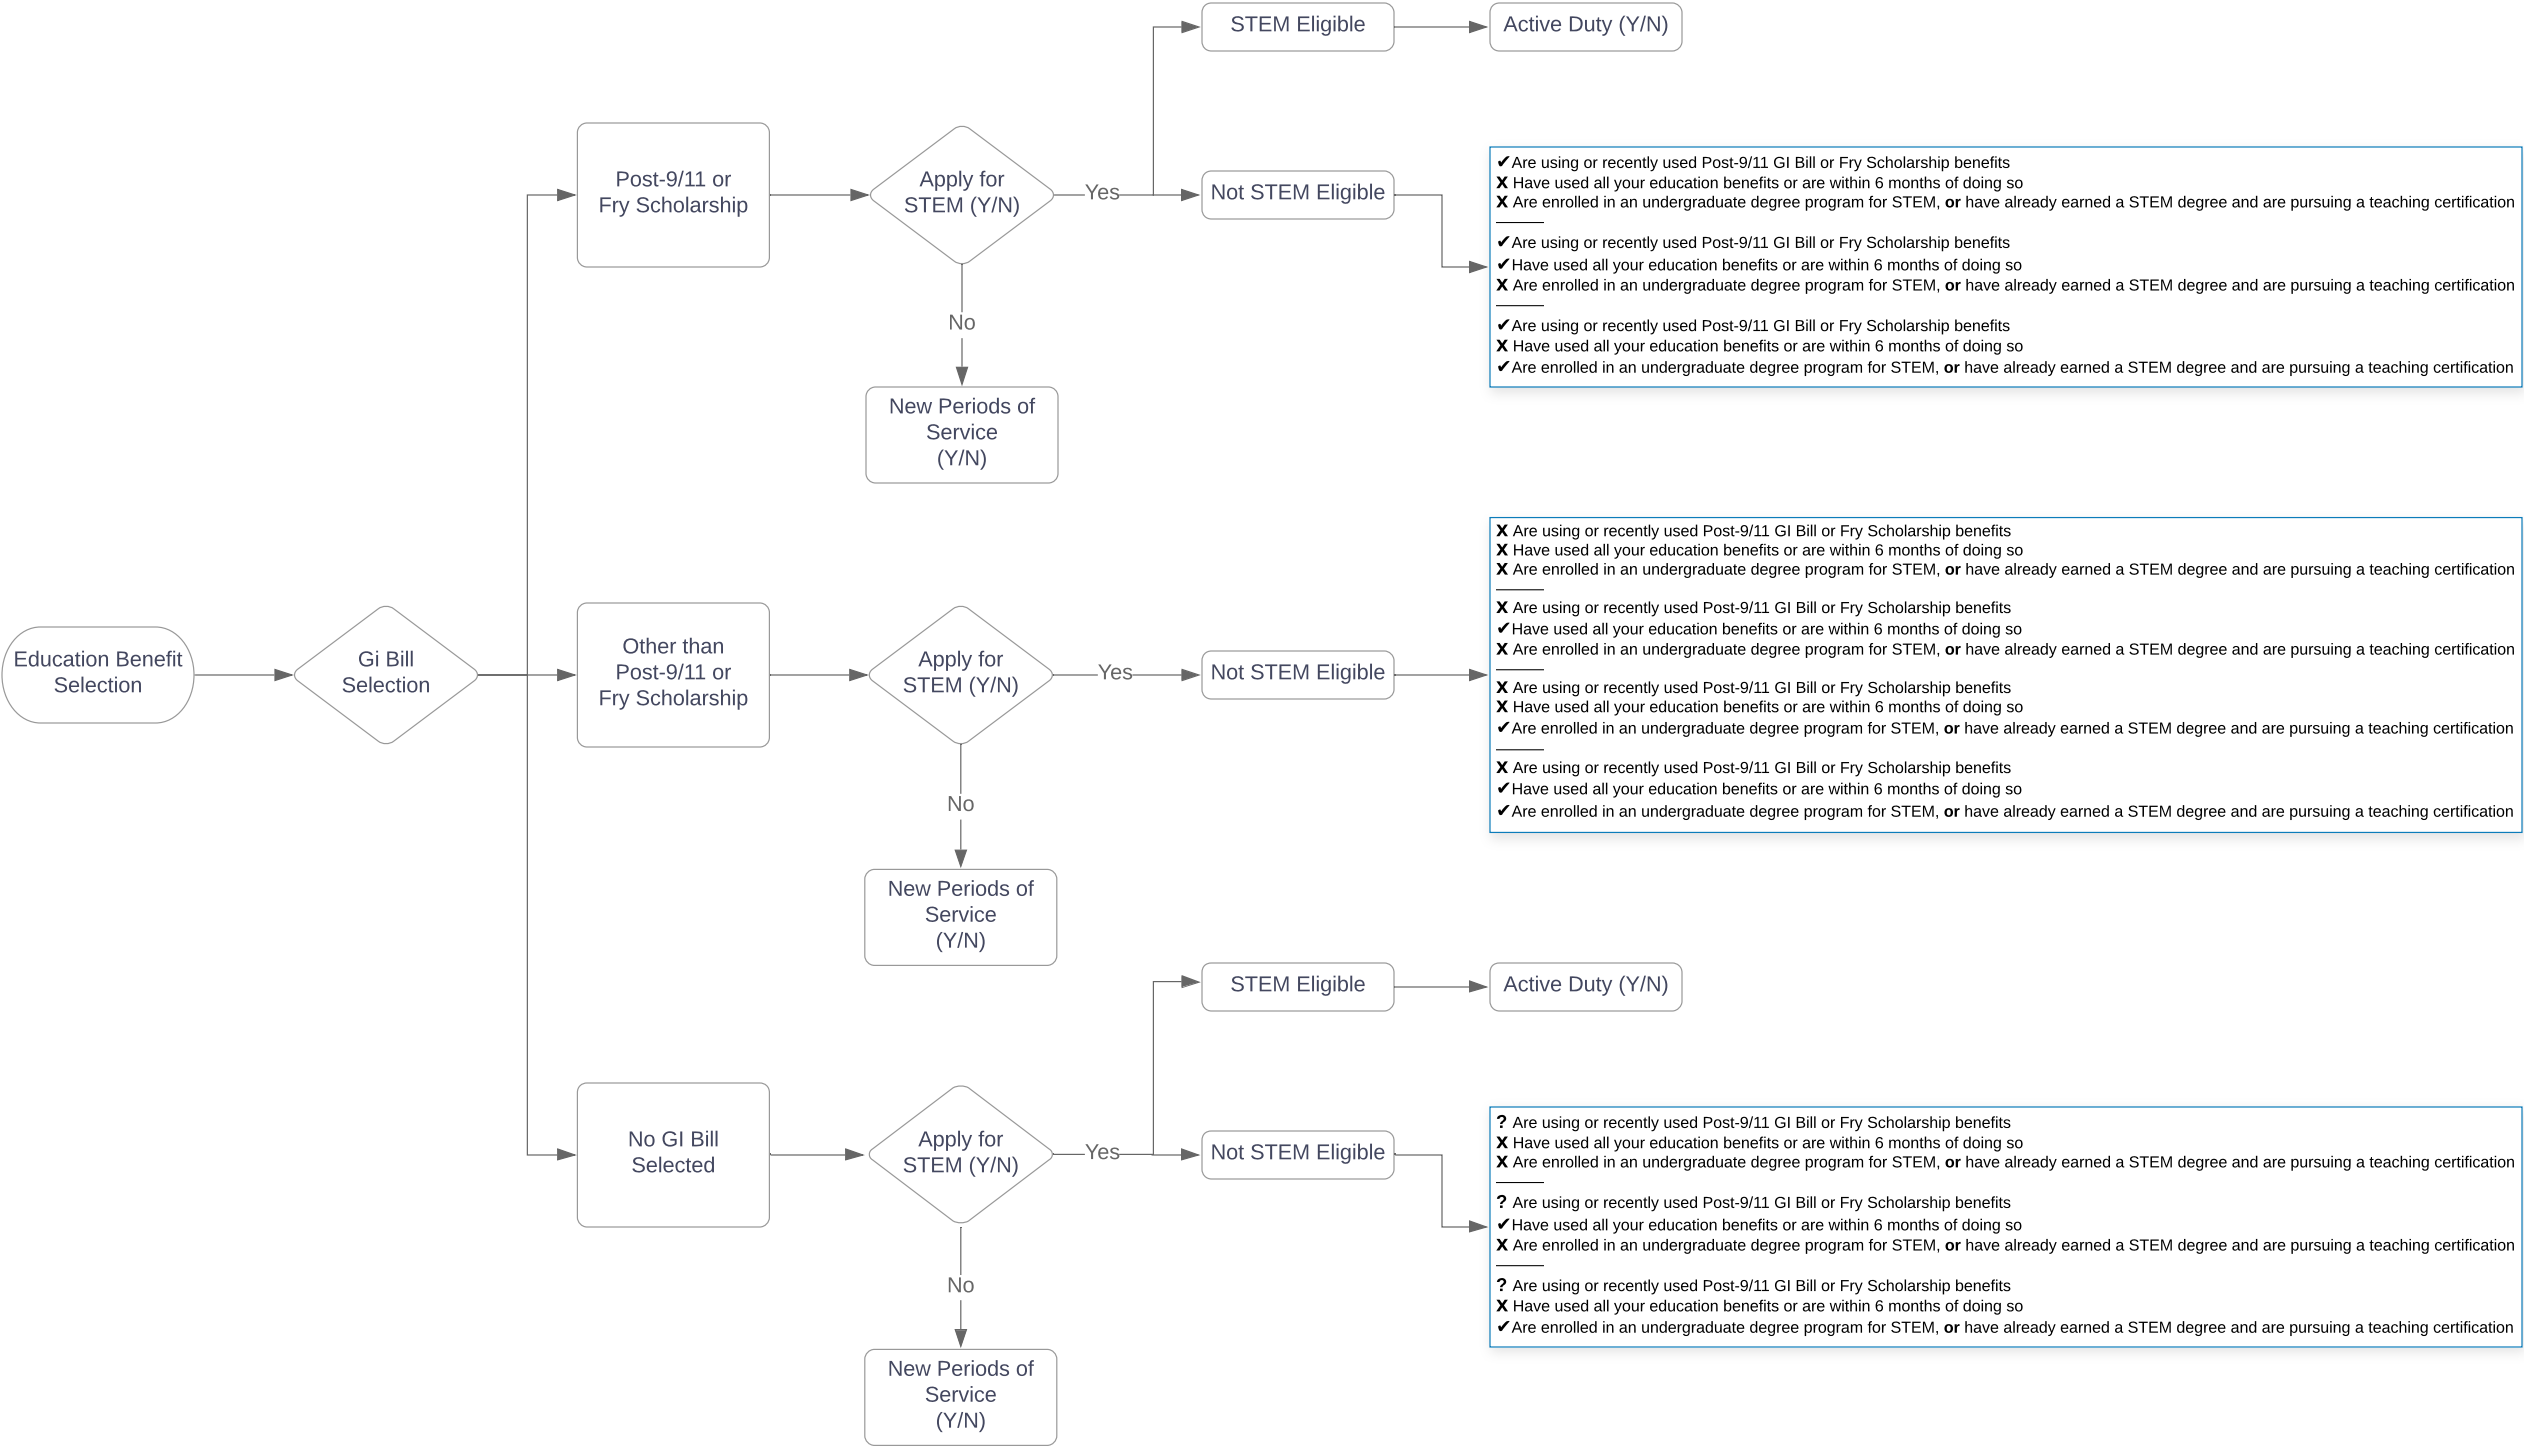 STEM Eligible
Active Duty (Y/N)
Post-9/11 or
Fry Scholarship
Apply for
STEM (Y/N)
Yes
Not STEM Eligible
✔Are using or recently used Post-9/11 GI Bill or Fry Scholarship benefits
X Have used all your education benefits or are within 6 months of doing so
X Are enrolled in an undergraduate degree program for STEM, or have already earned a STEM degree and are pursuing a teaching certification
✔Are using or recently used Post-9/11 GI Bill or Fry Scholarship benefits
✔Have used all your education benefits or are within 6 months of doing so
X Are enrolled in an undergraduate degree program for STEM, or have already earned a STEM degree and are pursuing a teaching certification
✔Are using or recently used Post-9/11 GI Bill or Fry Scholarship benefits
X Have used all your education benefits or are within 6 months of doing so
✔Are enrolled in an undergraduate degree program for STEM, or have already earned a STEM degree and are pursuing a teaching certification
No
New Periods of
Service
(Y/N)
Education Benefit
Selection
Gi Bill
Selection
Other than
Post-9/11 or
Fry Scholarship
Apply for
STEM (Y/N)
Yes
Not STEM Eligible
X Are using or recently used Post-9/11 GI Bill or Fry Scholarship benefits
X Have used all your education benefits or are within 6 months of doing so
X Are enrolled in an undergraduate degree program for STEM, or have already earned a STEM degree and are pursuing a teaching certification
X Are using or recently used Post-9/11 GI Bill or Fry Scholarship benefits
✔Have used all your education benefits or are within 6 months of doing so
X Are enrolled in an undergraduate degree program for STEM, or have already earned a STEM degree and are pursuing a teaching certification
X Are using or recently used Post-9/11 GI Bill or Fry Scholarship benefits
X Have used all your education benefits or are within 6 months of doing so
✔Are enrolled in an undergraduate degree program for STEM, or have already earned a STEM degree and are pursuing a teaching certification
X Are using or recently used Post-9/11 GI Bill or Fry Scholarship benefits
✔Have used all your education benefits or are within 6 months of doing so
✔Are enrolled in an undergraduate degree program for STEM, or have already earned a STEM degree and are pursuing a teaching certification
No
New Periods of
Service
(Y/N)
STEM Eligible
Active Duty (Y/N)
No GI Bill
Selected
Apply for
STEM (Y/N)
Yes
Not STEM Eligible
? Are using or recently used Post-9/11 GI Bill or Fry Scholarship benefits
X Have used all your education benefits or are within 6 months of doing so
X Are enrolled in an undergraduate degree program for STEM, or have already earned a STEM degree and are pursuing a teaching certification
? Are using or recently used Post-9/11 GI Bill or Fry Scholarship benefits
✔Have used all your education benefits or are within 6 months of doing so
X Are enrolled in an undergraduate degree program for STEM, or have already earned a STEM degree and are pursuing a teaching certification
? Are using or recently used Post-9/11 GI Bill or Fry Scholarship benefits
X Have used all your education benefits or are within 6 months of doing so
✔Are enrolled in an undergraduate degree program for STEM, or have already earned a STEM degree and are pursuing a teaching certification
No
New Periods of
Service
(Y/N)